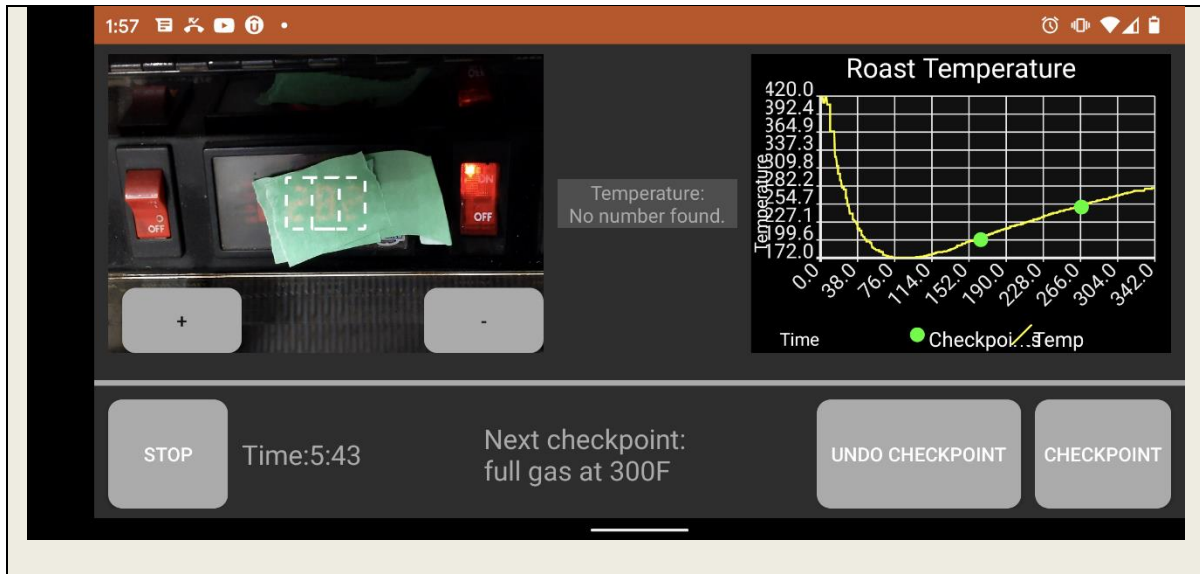 1:57
OFF
ON
OFF
+
-
Temperature:
No number found.
Roast Temperature
420.0
392.4
364.9
337.3
309.8
282.2
254.7
227.1
199.6
172.0
Temperature
0.0 38.0 76.0 114.0 152.0 190.0 228.0 266.0 304.0 342.0
Time
Checkpoi...s
Temp
STOP
Time:5:43
Next checkpoint:
full gas at 300F
UNDO CHECKPOINT
CHECKPOINT